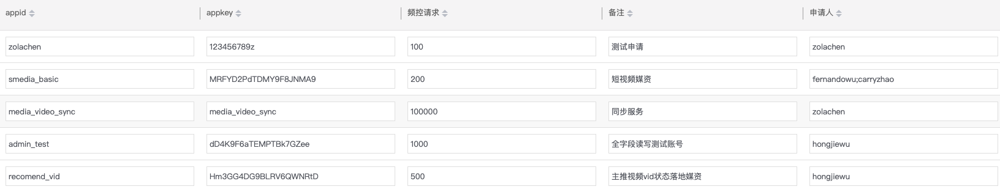 appid appkey 频控请求 备注 申请人
zolachen 123456789z 100 测试申请 zolachen
smedia_basic MRFYD2PdTDMY9F8JNMA9 200 短视频媒资 fernandowu;carryzhao
media_video_sync media_video_sync 100000 同步服务 zolachen
admin_test dD4K9F6aTEMPTBk7GZee 1000 全字段读写测试账号 hongjiewu
recomend_vid Hm3GG4DG9BLRV6QWNRtD 500 主推视频vid状态落地媒资 hongjiewu